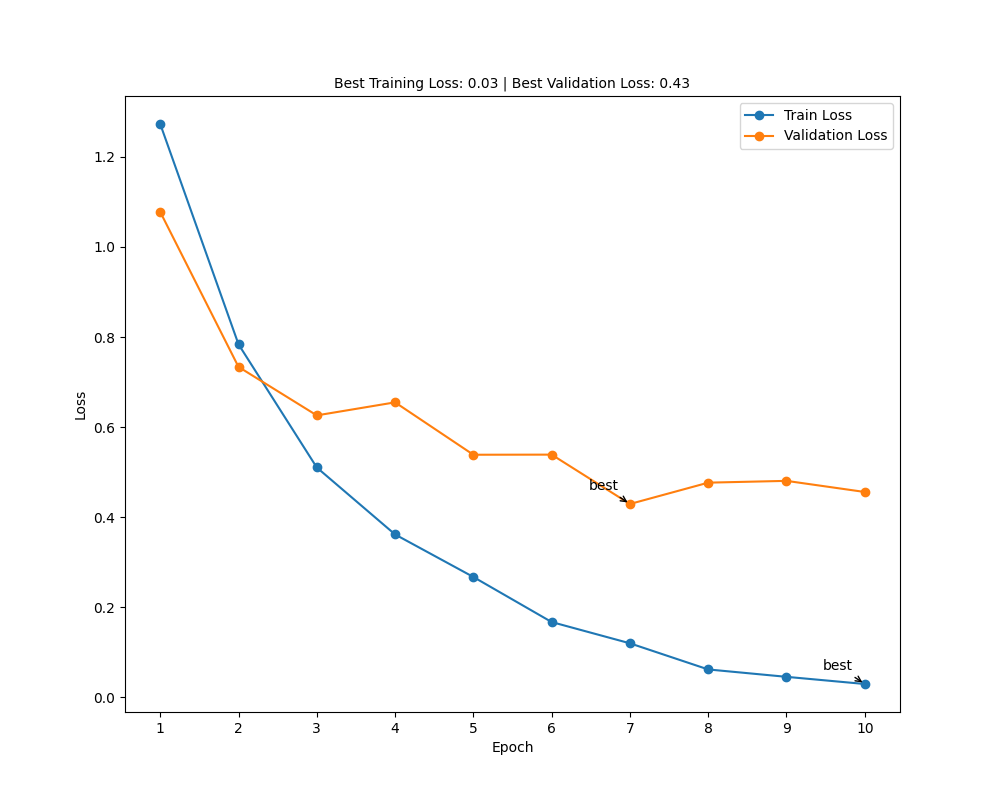 Best Training Loss: 0.03 | Best Validation Loss: 0.43
Train Loss
Validation Loss
1.2
1.0
0.8
0.6
0.4
0.2
0.0
Loss
best
best
1 2 3 4 5 6 7 8 9 10
Epoch